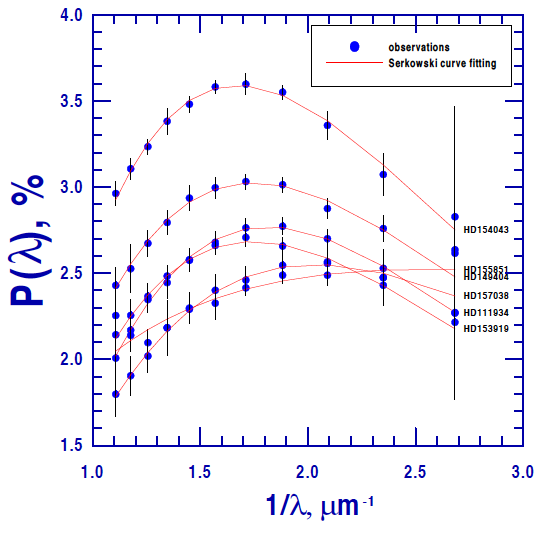 4.0
3.5
3.0
2.5
2.0
1.5
P(λ), %
observations
Serkowski curve fitting
HD154043
HD155851
HD149404
HD157038
HD111934
HD153919
1.0 1.5 2.0 2.5 3.0
1/λ, μm⁻¹